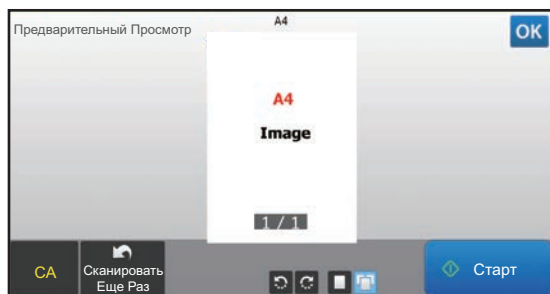 Предварительный Просмотр
A4
OK
A4
Image
1 / 1
CA
Сканировать
Еще Раз
Старт